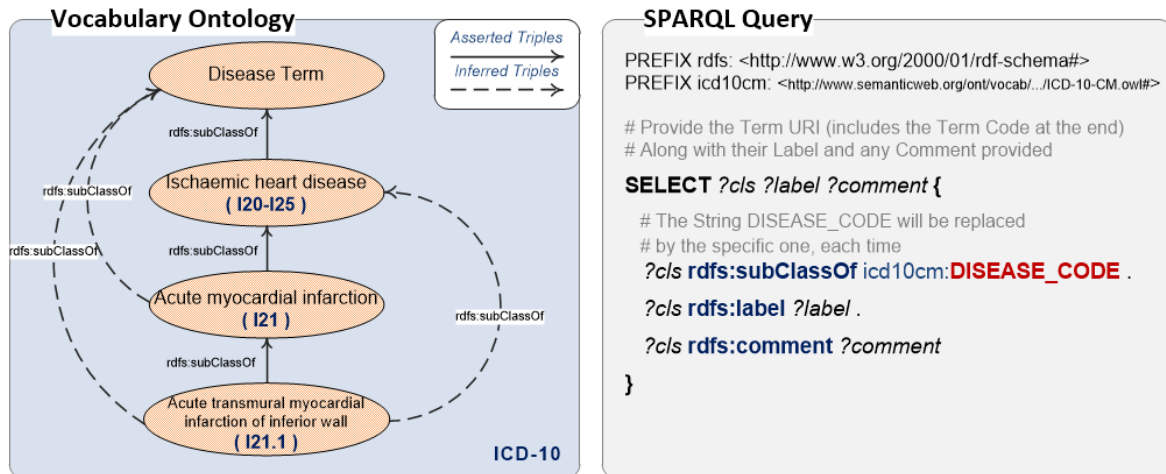 Vocabulary Ontology
Asserted Triples
Inferred Triples
Disease Term
rdfs:subClassOf
Ischaemic heart disease
( I20-I25 )
rdfs:subClassOf
rdfs:subClassOf
rdfs:subClassOf
Acute myocardial infarction
( I21 )
rdfs:subClassOf
rdfs:subClassOf
Acute transmural myocardial
infarction of inferior wall
( I21.1 )
ICD-10
SPARQL Query
PREFIX rdfs: <http://www.w3.org/2000/01/rdf-schema#>
PREFIX icd10cm: <http://www.semanticweb.org/ont/vocab/.../ICD-10-CM.owl#>
# Provide the Term URI (includes the Term Code at the end)
# Along with their Label and any Comment provided
SELECT ?cls ?label ?comment {
# The String DISEASE_CODE will be replaced
# by the specific one, each time
?cls rdfs:subClassOf icd10cm:DISEASE_CODE .
?cls rdfs:label ?label .
?cls rdfs:comment ?comment
}